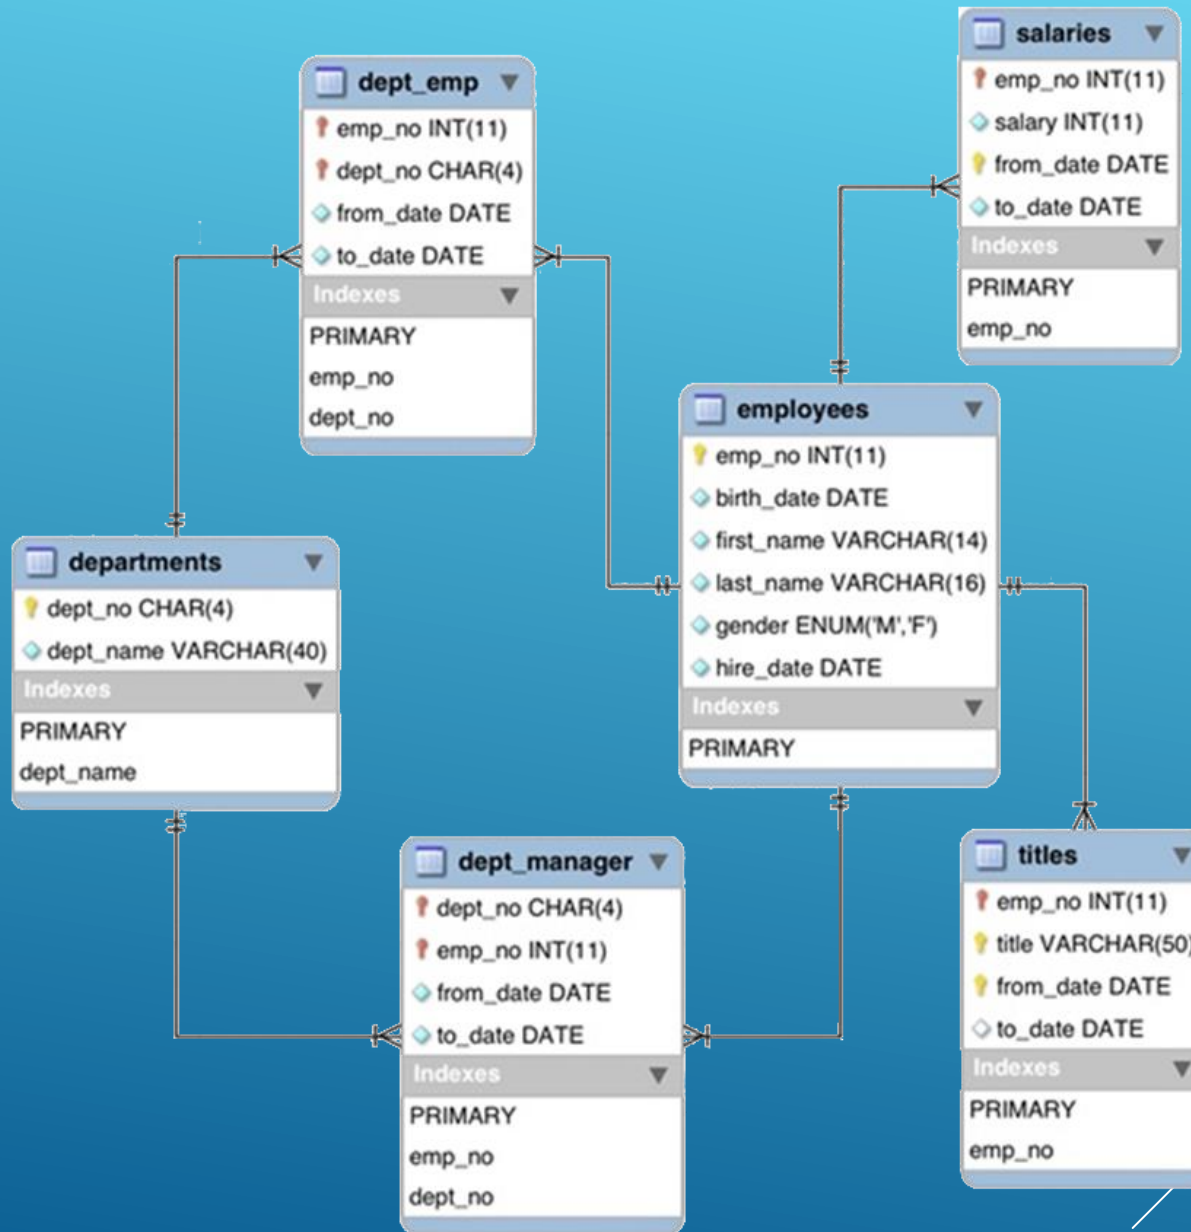 salaries
emp_no INT(11)
salary INT(11)
from_date DATE
to_date DATE
Indexes
PRIMARY
emp_no
dept_emp
emp_no INT(11)
dept_no CHAR(4)
from_date DATE
to_date DATE
Indexes
PRIMARY
emp_no
dept_no
employees
emp_no INT(11)
birth_date DATE
first_name VARCHAR(14)
last_name VARCHAR(16)
gender ENUM('M','F')
hire_date DATE
Indexes
PRIMARY
departments
dept_no CHAR(4)
dept_name VARCHAR(40)
Indexes
PRIMARY
dept_name
dept_manager
dept_no CHAR(4)
emp_no INT(11)
from_date DATE
to_date DATE
Indexes
PRIMARY
emp_no
dept_no
titles
emp_no INT(11)
title VARCHAR(50)
from_date DATE
to_date DATE
Indexes
PRIMARY
emp_no